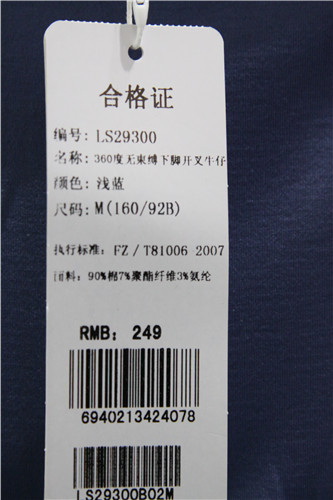 合格证
编号: LS29300
名称: 360度无束缚下脚开叉牛仔
颜色: 浅蓝
尺码: M(160/92B)
执行标准: FZ/T81006-2007
面料: 90%棉7%聚酯纤维3%氨纶
RMB: 249
6940213424078
LS29300B02M